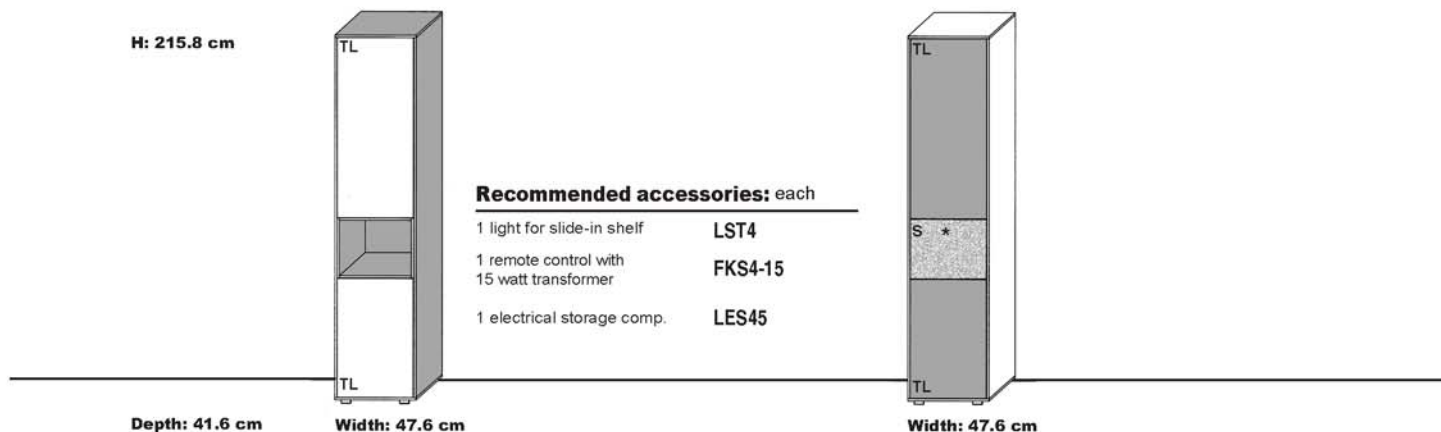 H: 215.8 cm
TL
TL
Recommended accessories: each
1 light for slide-in shelf LST4
S *
1 remote control with
15 watt transformer FKS4-15
1 electrical storage comp. LES45
TL
TL
Depth: 41.6 cm Width: 47.6 cm Width: 47.6 cm